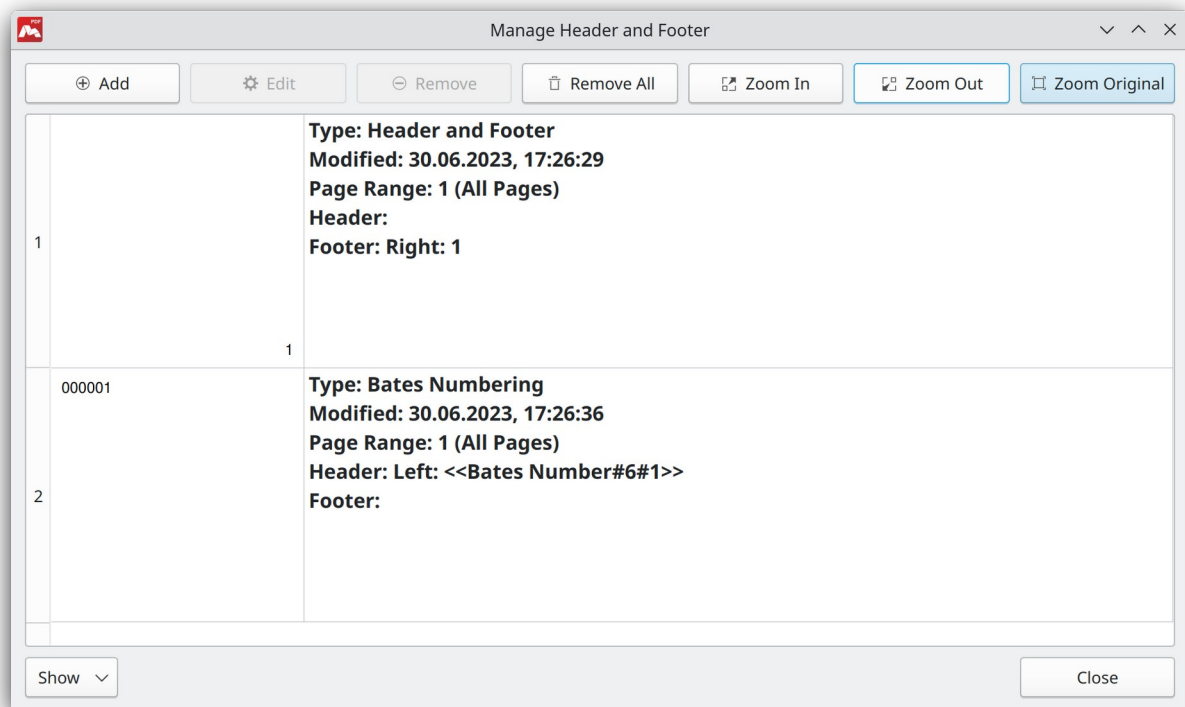 PDF
Manage Header and Footer
Add Edit Remove Remove All Zoom In Zoom Out Zoom Original
1
1
Type: Header and Footer
Modified: 30.06.2023, 17:26:29
Page Range: 1 (All Pages)
Header:
Footer: Right: 1
2
000001
Type: Bates Numbering
Modified: 30.06.2023, 17:26:36
Page Range: 1 (All Pages)
Header: Left: <<Bates Number#6#1>>
Footer:
Show Close